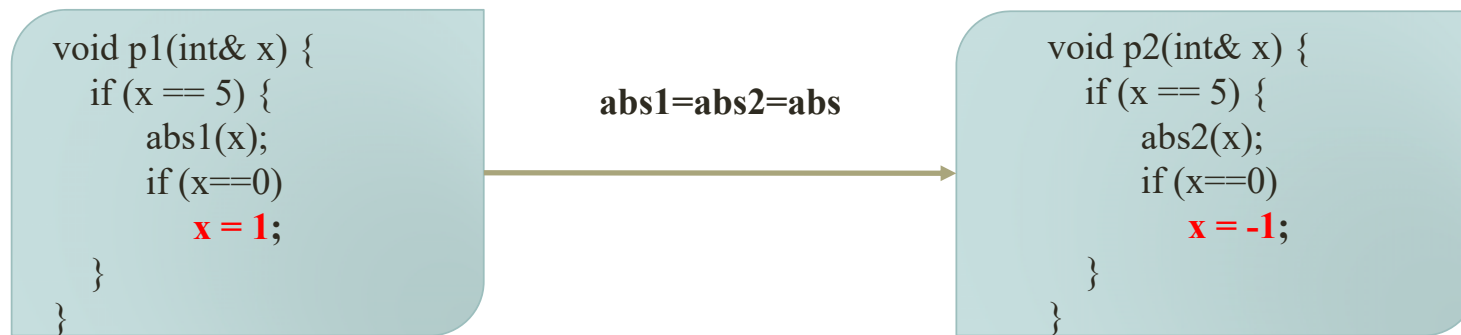 void p1(int& x) {
if (x == 5) {
abs1(x);
if (x==0)
x = 1;
}
}
abs1=abs2=abs
void p2(int& x) {
if (x == 5) {
abs2(x);
if (x==0)
x = -1;
}
}